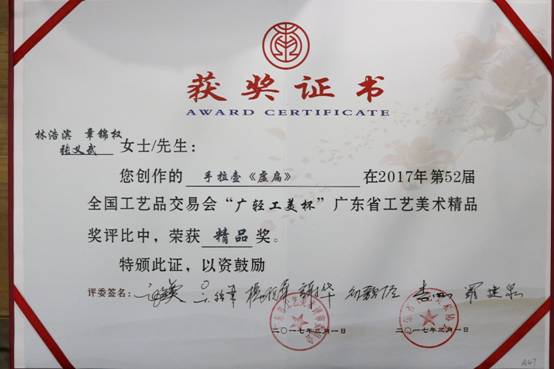 获奖证书
AWARD CERTIFICATE
林浩滨 章锦权
张义武 女士/先生：
您创作的 手拉壶《虚扁》 在2017年第52届
全国工艺品交易会“广轻工美杯”广东省工艺美术精品
奖评比中，荣获 精品 奖。
特颁此证，以资鼓励
评委签名：
二〇一七年三月一日 二〇一七年三月一日
A47